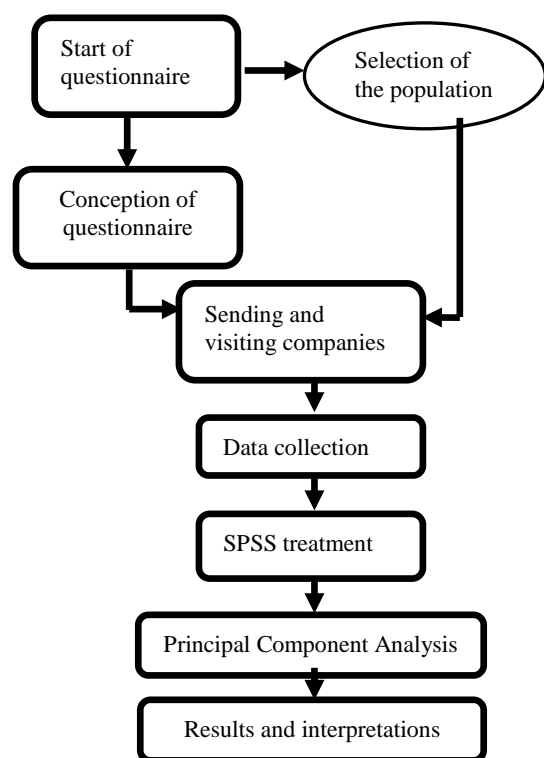 Start of
questionnaire
Selection of
the population
Conception of
questionnaire
Sending and
visiting companies
Data collection
SPSS treatment
Principal Component Analysis
Results and interpretations